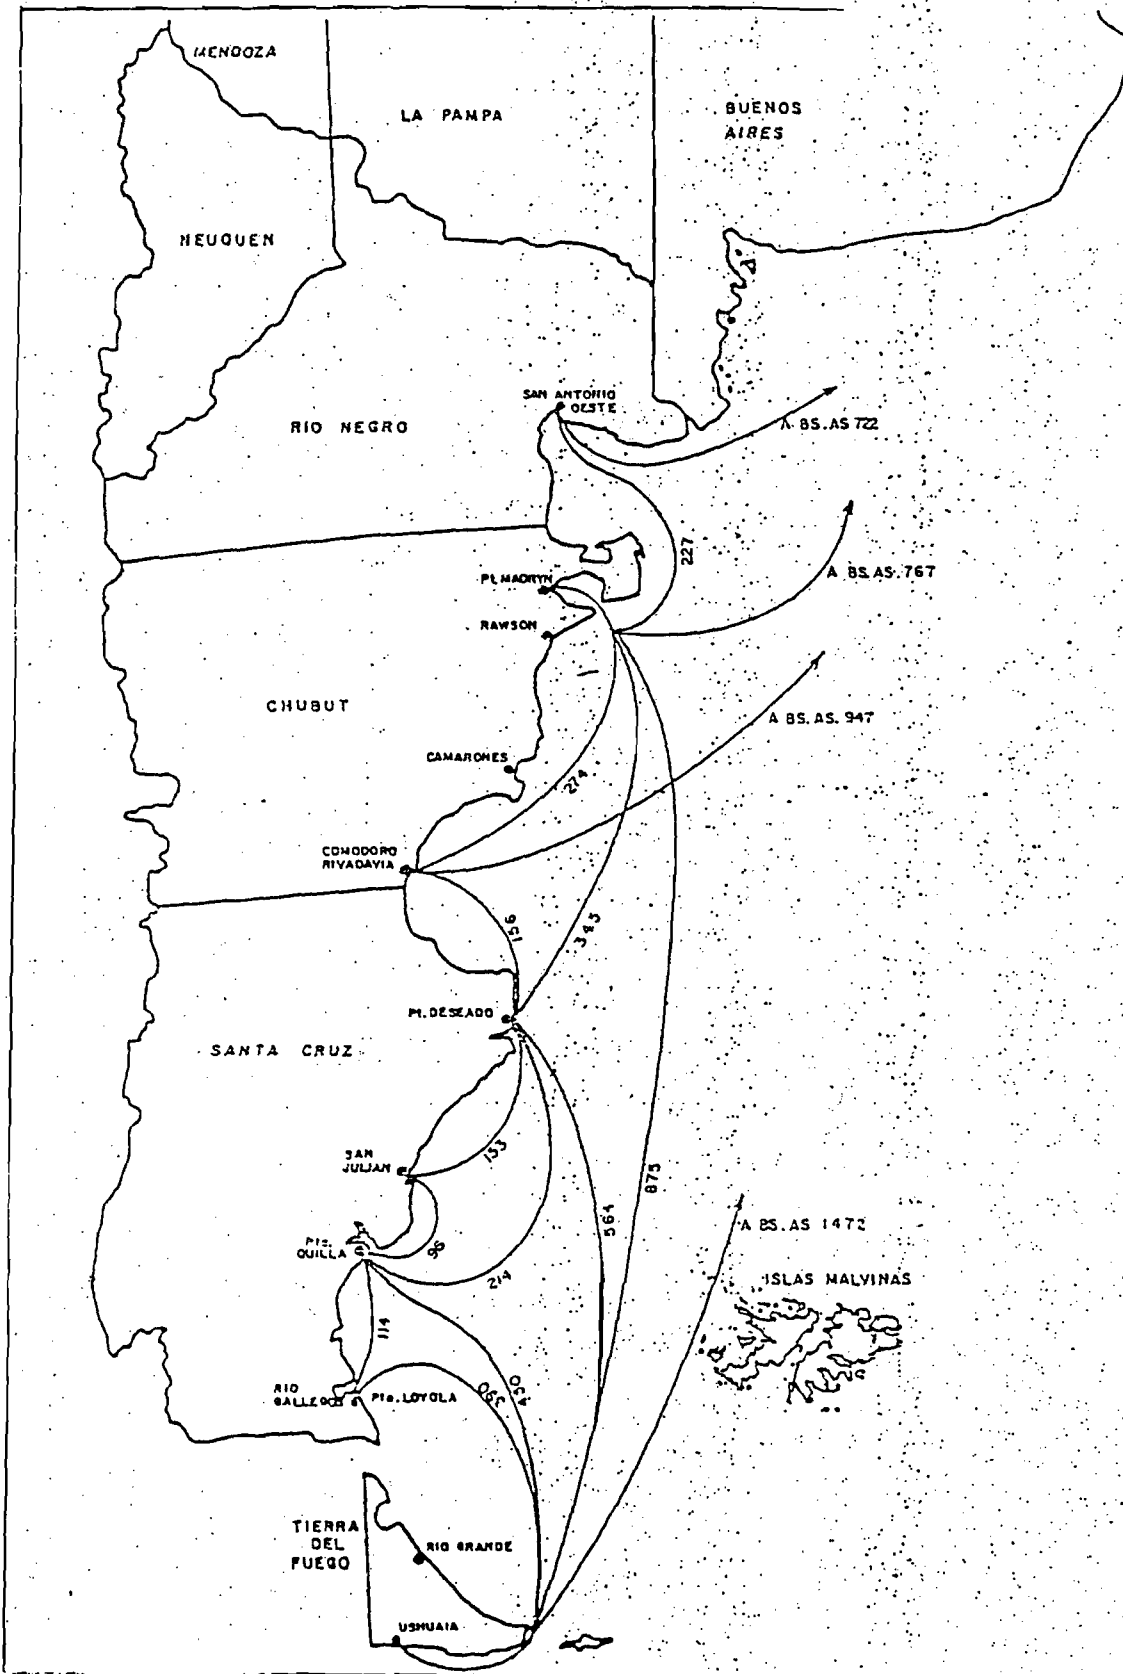 MENDOZA
LA PAMPA
BUENOS
AIRES
NEUQUEN
SAN ANTONIO
OESTE
RIO NEGRO
A BS.AS 722
227
A BS.AS. 767
Pt. MADRYN
RAWSON
CHUBUT
A BS.AS. 947
CAMARONES
274
COMODORO
RIVADAVIA
156
345
Pt. DESEADO
SANTA CRUZ
153
SAN
JULIAN
875
564
A BS.AS 1472
Pta.
QUILLA
96
214
ISLAS MALVINAS
114
RIO
GALLEGOS
Pta. LOYOLA
390
430
TIERRA
DEL
FUEGO
RIO GRANDE
USHUAIA